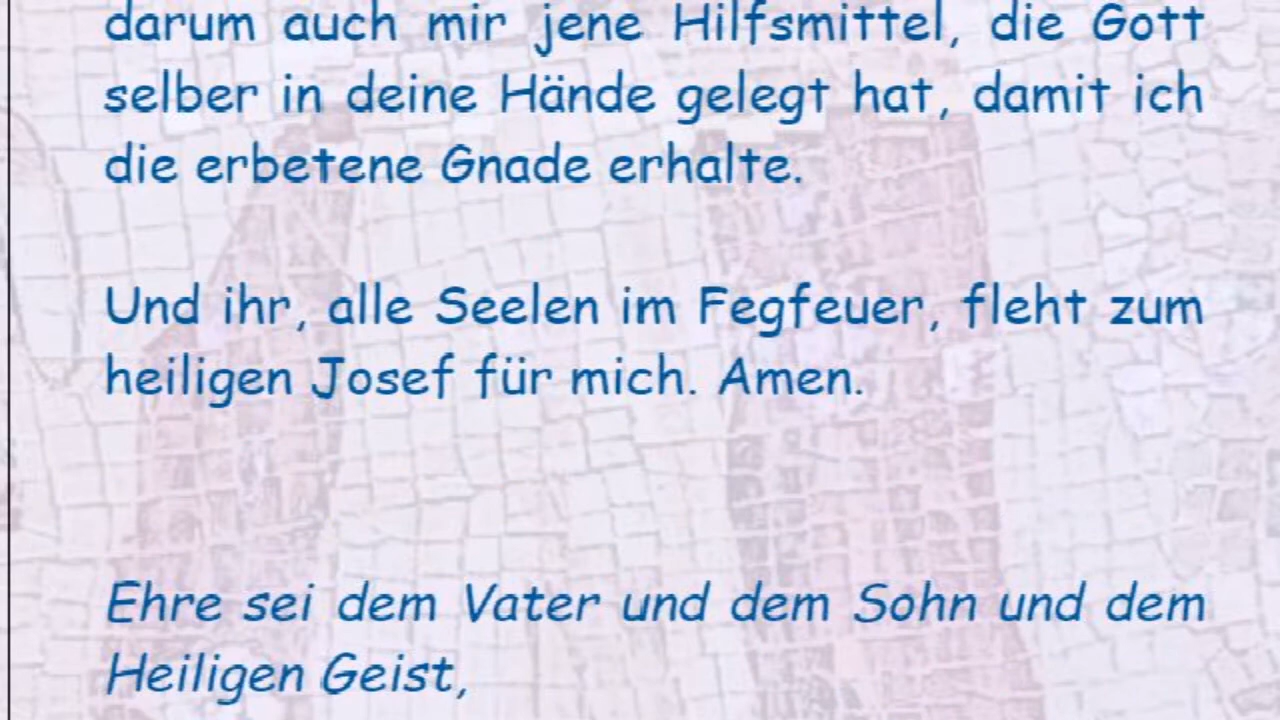 darum auch mir jene Hilfsmittel, die Gott
selber in deine Hände gelegt hat, damit ich
die erbetene Gnade erhalte.
Und ihr, alle Seelen im Fegfeuer, fleht zum
heiligen Josef für mich. Amen.
Ehre sei dem Vater und dem Sohn und dem
Heiligen Geist,